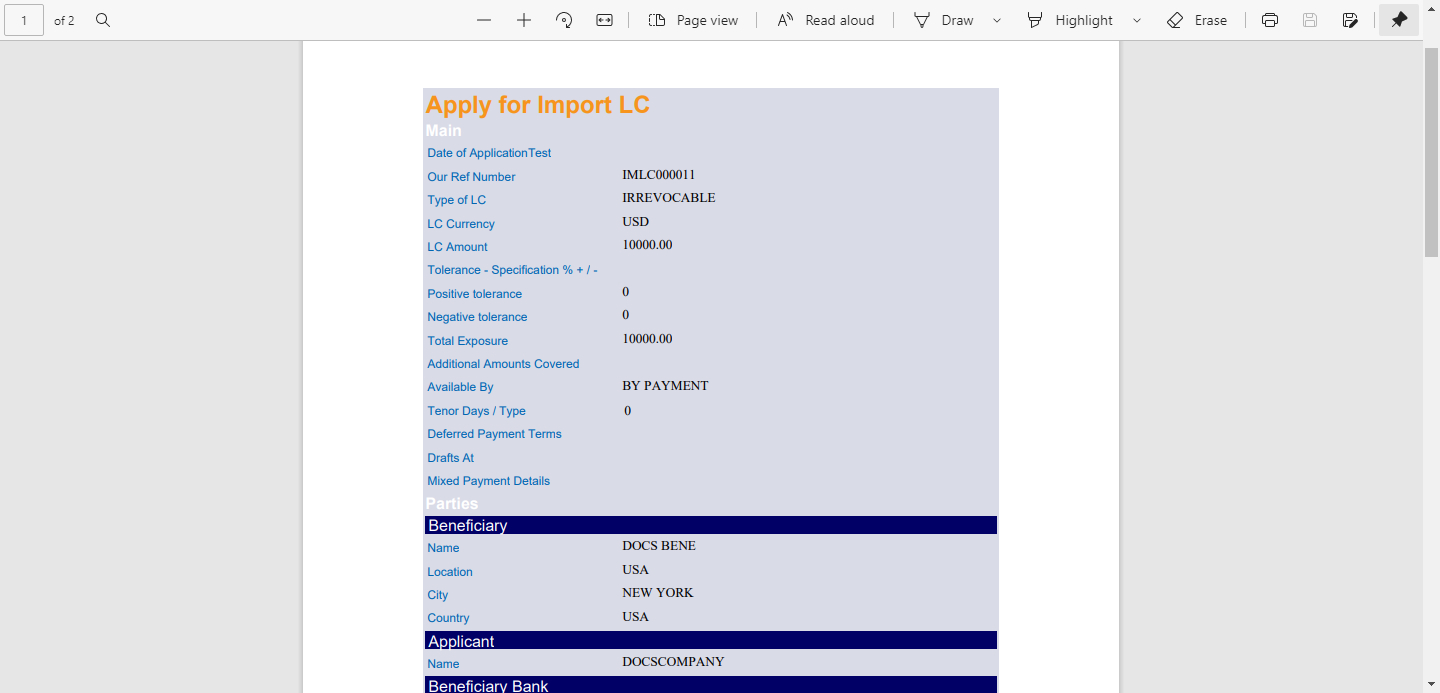 1 of 2 Page view Read aloud Draw Highlight Erase
Apply for Import LC
Main
Date of ApplicationTest
Our Ref Number IMLC000011
Type of LC IRREVOCABLE
LC Currency USD
LC Amount 10000.00
Tolerance - Specification % + / -
Positive tolerance 0
Negative tolerance 0
Total Exposure 10000.00
Additional Amounts Covered
Available By BY PAYMENT
Tenor Days / Type 0
Deferred Payment Terms
Drafts At
Mixed Payment Details
Parties
Beneficiary
Name DOCS BENE
Location USA
City NEW YORK
Country USA
Applicant
Name DOCSCOMPANY
Beneficiary Bank